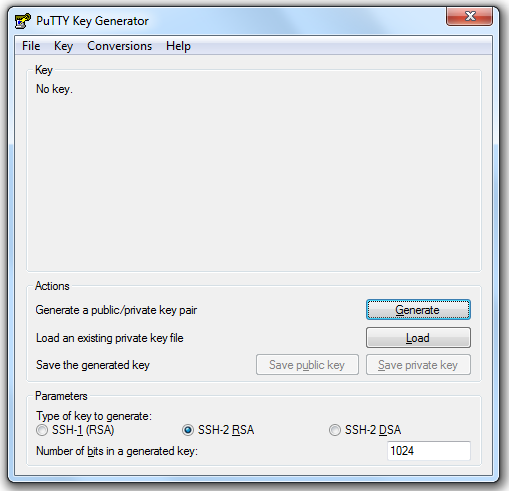 PuTTY Key Generator
File Key Conversions Help
Key
No key.
Actions
Generate a public/private key pair Generate
Load an existing private key file Load
Save the generated key Save public key Save private key
Parameters
Type of key to generate:
SSH-1 (RSA) SSH-2 RSA SSH-2 DSA
Number of bits in a generated key: 1024